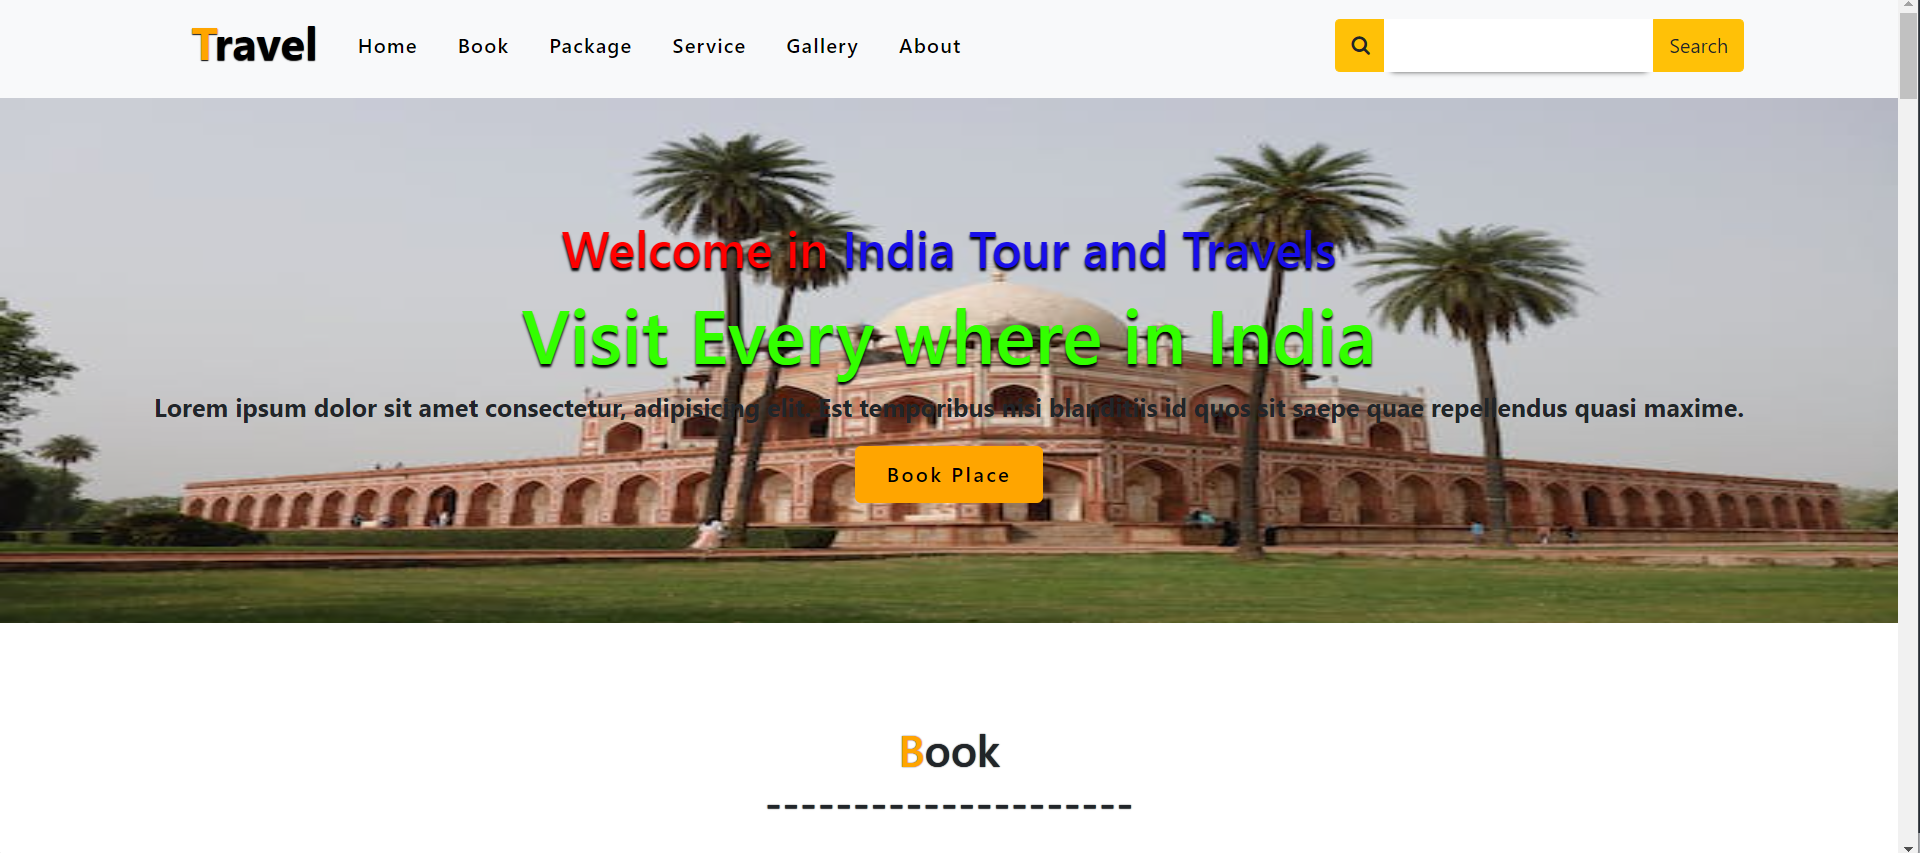 Travel Home Book Package Service Gallery About Search
Welcome in India Tour and Travels
Visit Every where in India
Lorem ipsum dolor sit amet consectetur, adipisicing elit. Est temporibus nisi blanditiis id quos sit saepe quae repellendus quasi maxime.
Book Place
Book
---------------------